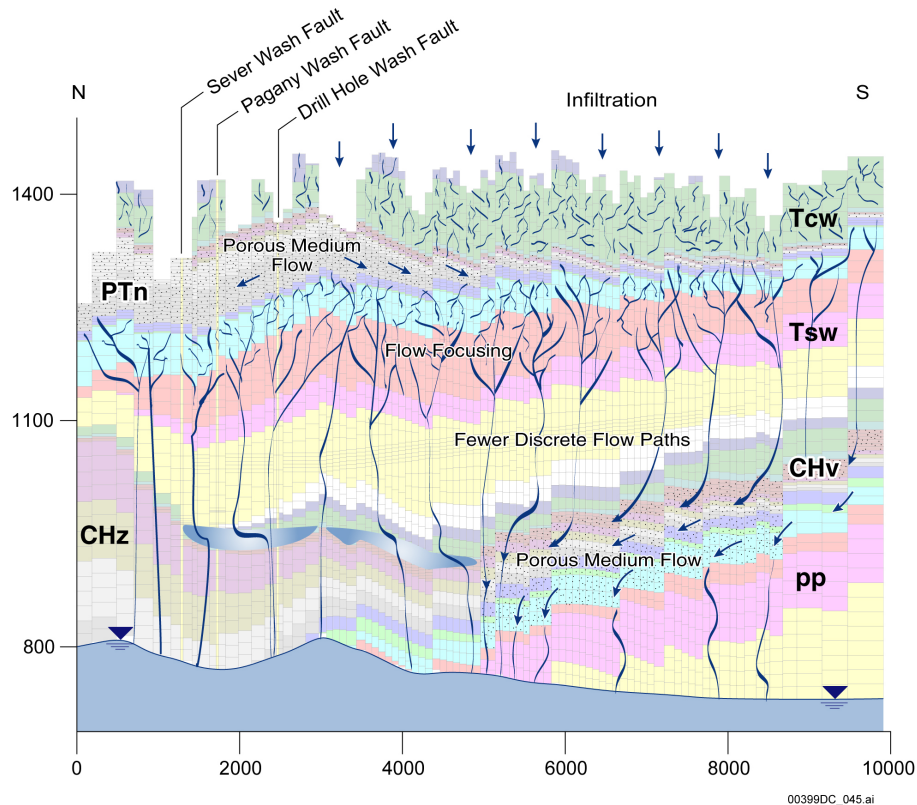 Sever Wash Fault
Pagany Wash Fault
Drill Hole Wash Fault
N
Infiltration
S
1400
Tcw
Porous Medium
Flow
PTn
Tsw
Flow Focusing
1100
Fewer Discrete Flow Paths
CHv
CHz
Porous Medium Flow
pp
800
0
2000
4000
6000
8000
10000
00399DC_045.ai